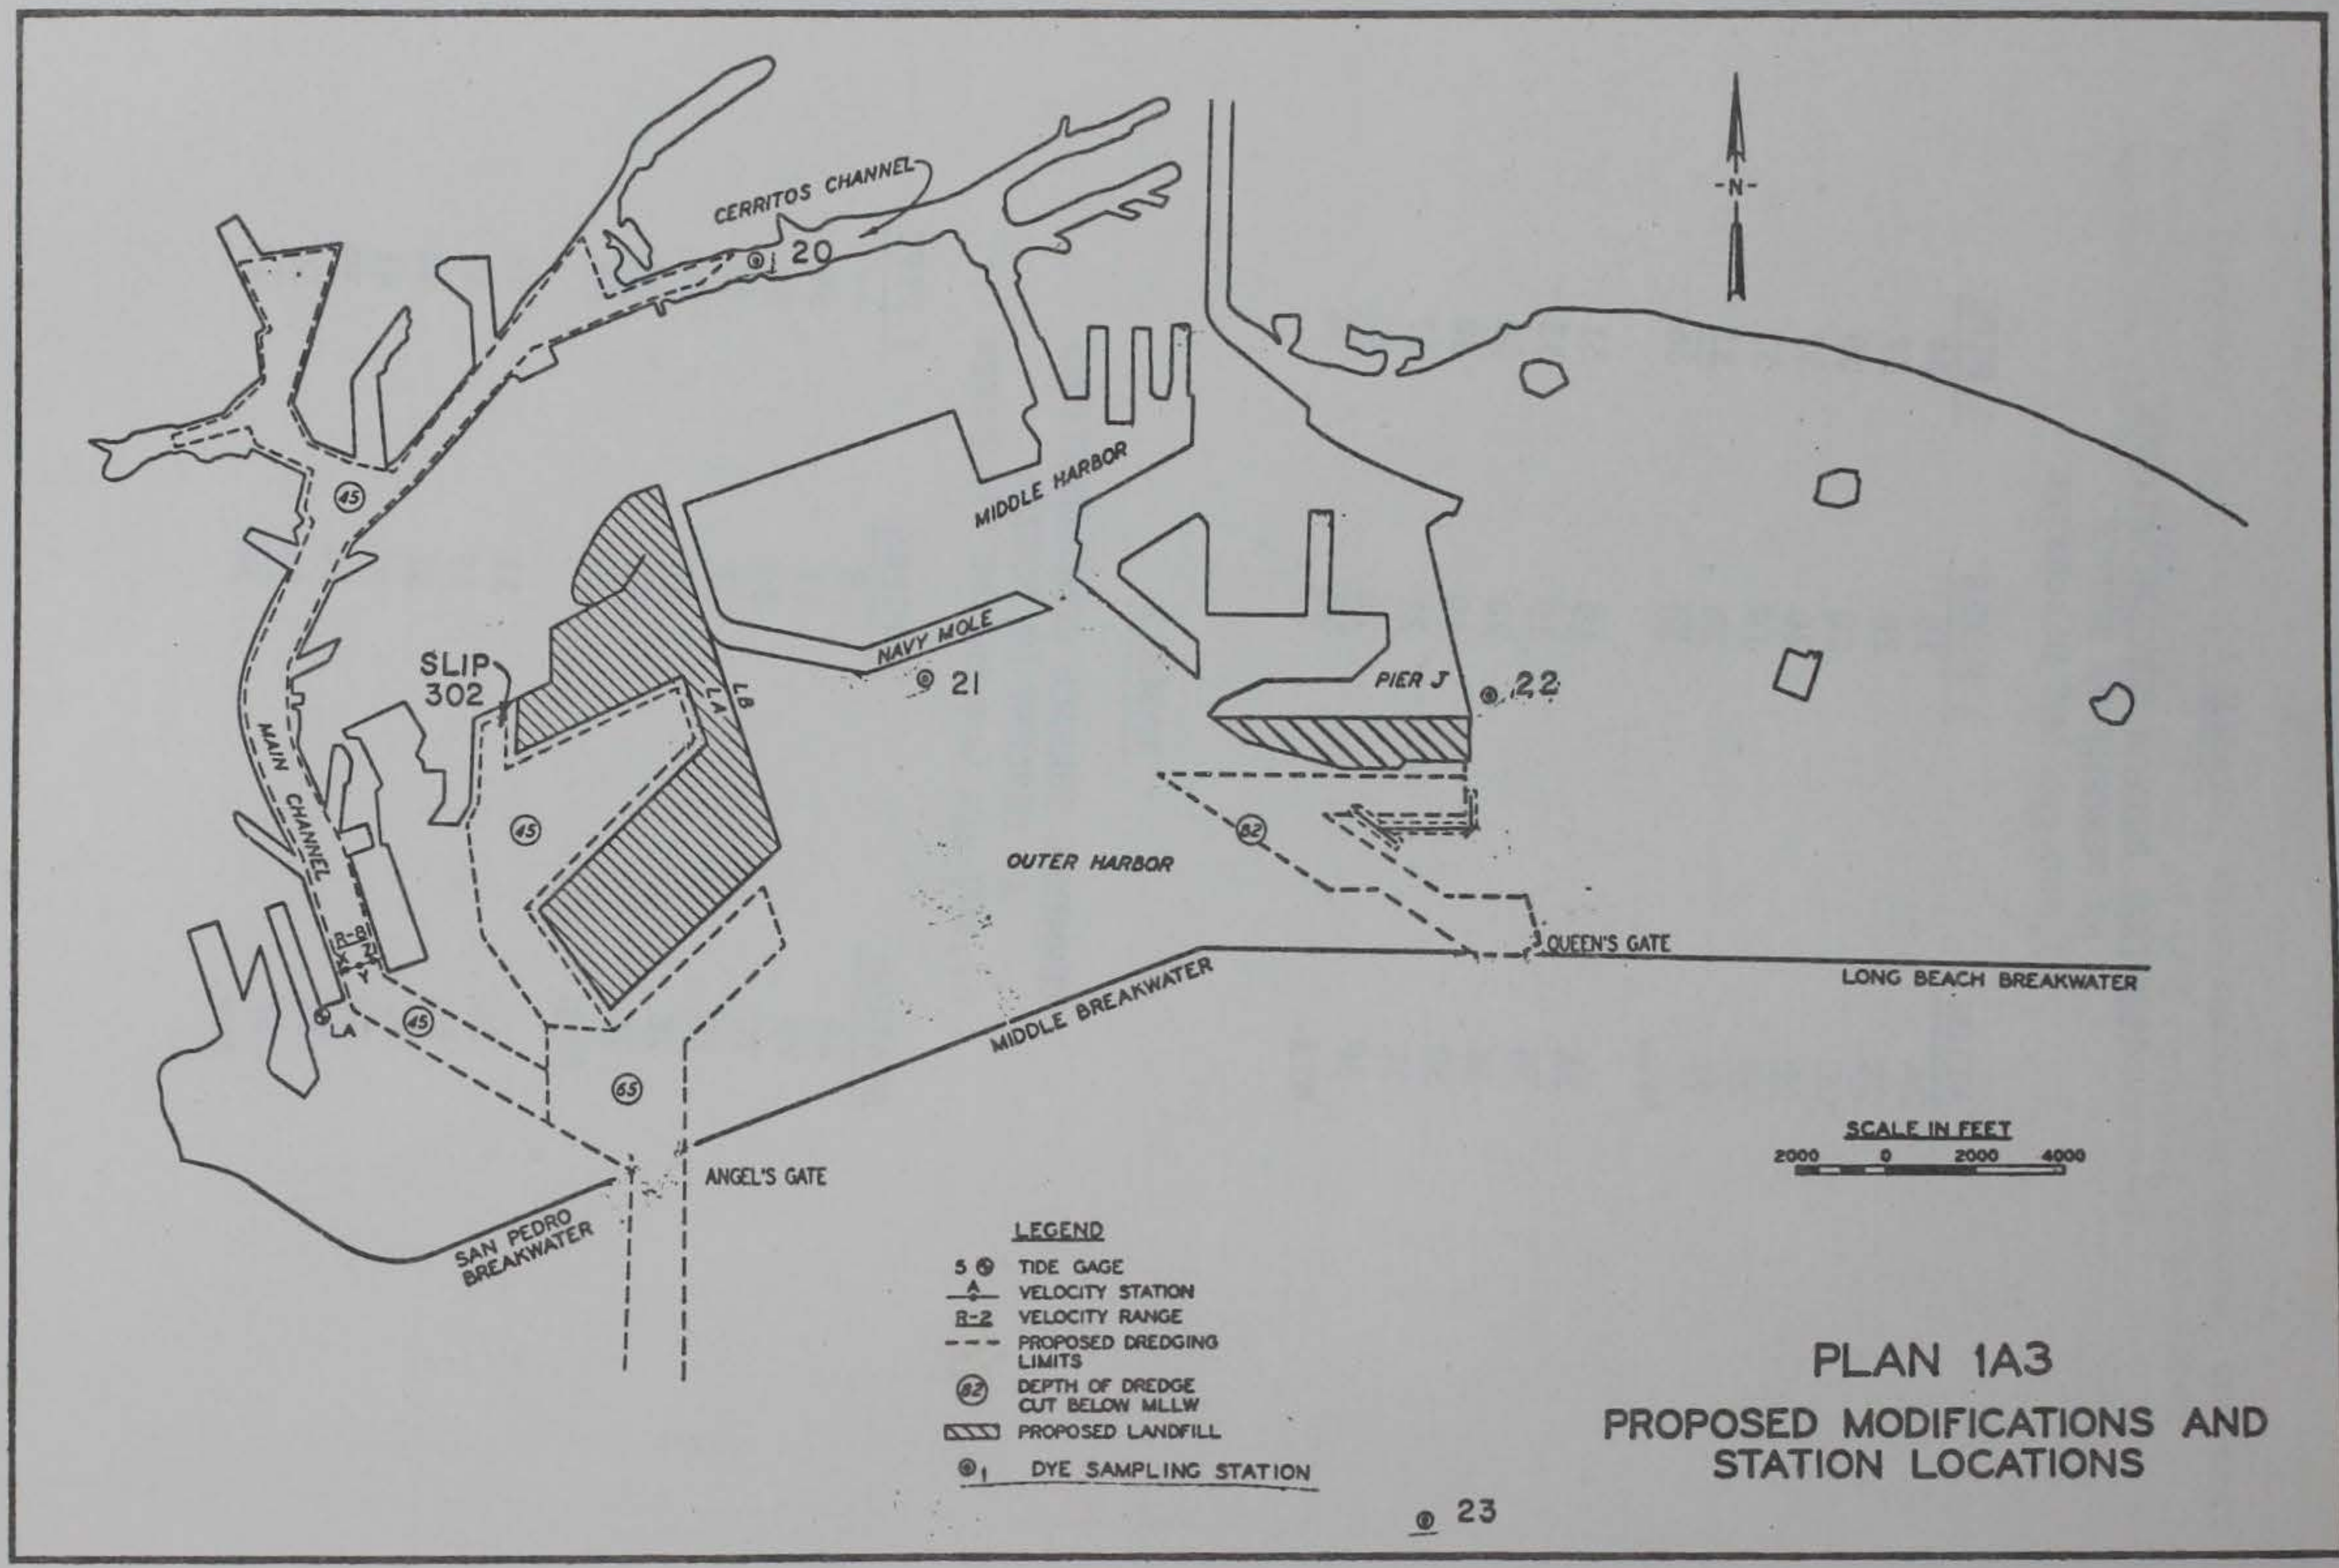 CERRITOS CHANNEL
-N-
20
45
MIDDLE HARBOR
SLIP
302
NAVY MOLE
21
LA
LB
PIER J
22
MAIN CHANNEL
45
82
OUTER HARBOR
R-8
X
Y
Z
QUEEN'S GATE
LONG BEACH BREAKWATER
LA
45
MIDDLE BREAKWATER
65
ANGEL'S GATE
SAN PEDRO
BREAKWATER
SCALE IN FEET
2000 0 2000 4000
LEGEND
5 TIDE GAGE
A VELOCITY STATION
R-2 VELOCITY RANGE
--- PROPOSED DREDGING
LIMITS
82 DEPTH OF DREDGE
CUT BELOW MLLW
PROPOSED LANDFILL
1 DYE SAMPLING STATION
23
PLAN 1A3
PROPOSED MODIFICATIONS AND
STATION LOCATIONS